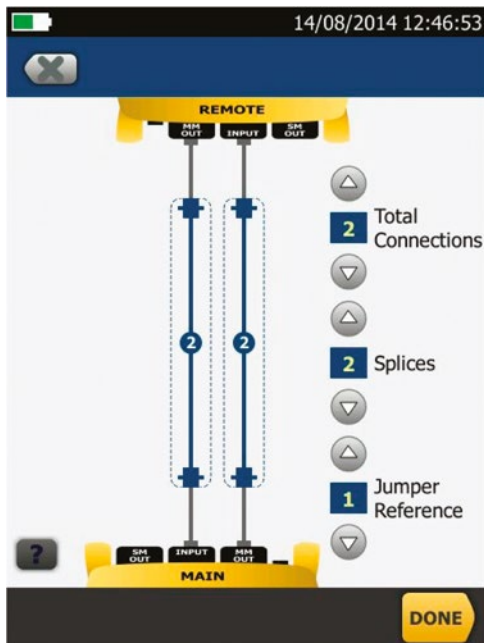 14/08/2014 12:46:53
REMOTE
MM OUT
INPUT
SM OUT
2
Total
Connections
2
2
2
Splices
1
Jumper
Reference
?
SM OUT
INPUT
MM OUT
MAIN
DONE